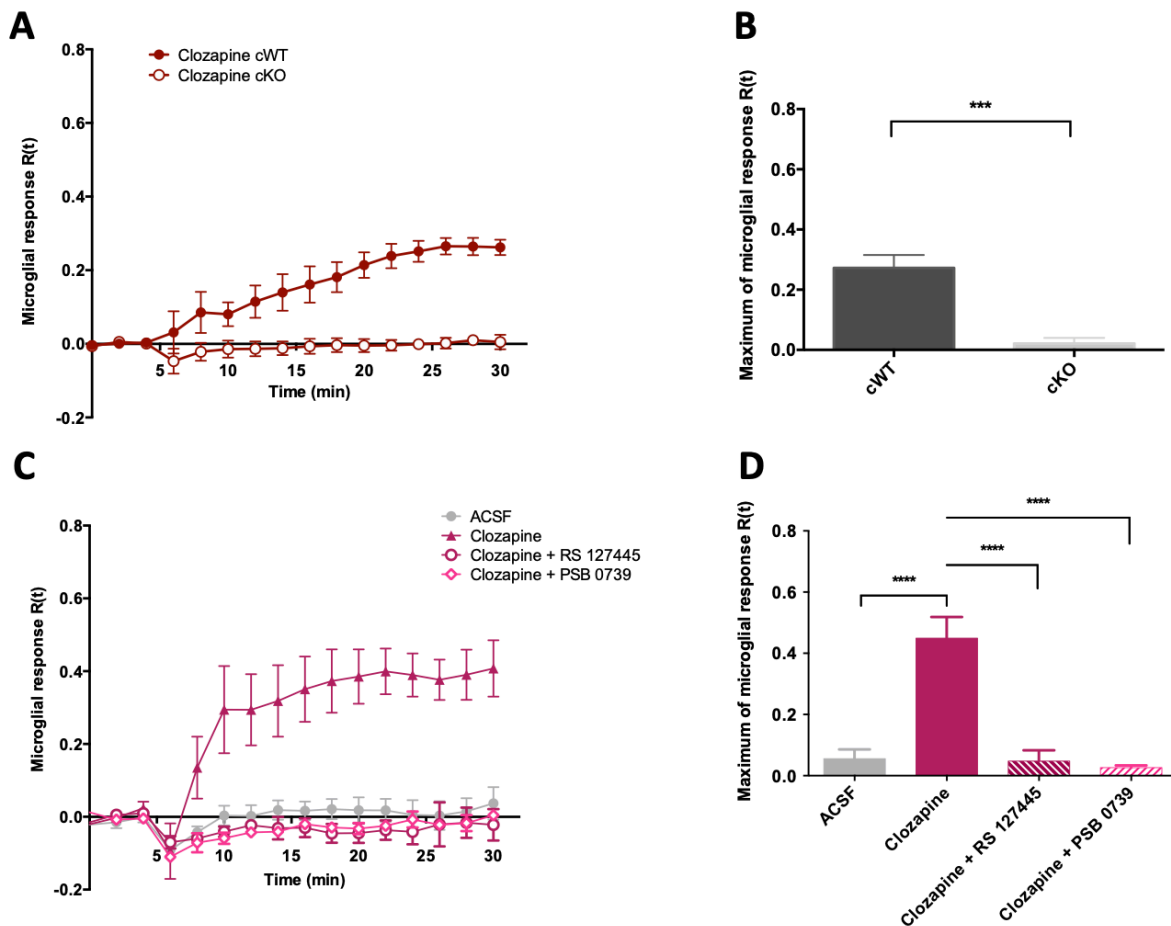 A
Clozapine cWT
Clozapine cKO
Microglial response R(t)
0.8
0.6
0.4
0.2
0.0
-0.2
5 10 15 20 25 30
Time (min)
B
Maximum of microglial response R(t)
0.8
0.6
0.4
0.2
0.0
***
cWT
cKO
C
ACSF
Clozapine
Clozapine + RS 127445
Clozapine + PSB 0739
Microglial response R(t)
0.8
0.6
0.4
0.2
0.0
-0.2
5 10 15 20 25 30
Time (min)
D
Maximum of microglial response R(t)
0.8
0.6
0.4
0.2
0.0
****
****
****
ACSF
Clozapine
Clozapine + RS 127445
Clozapine + PSB 0739